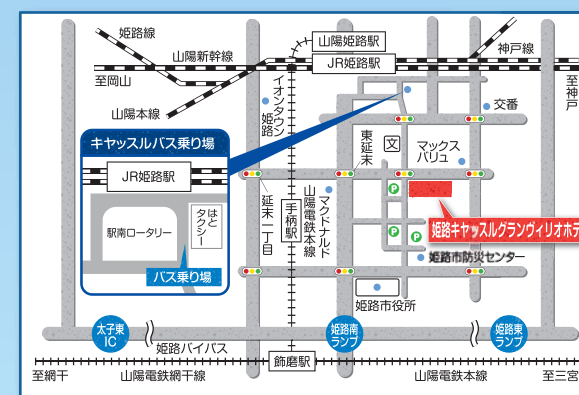 姫路線
山陽新幹線
山陽姫路駅
JR姫路駅
神戸線
至岡山
至神戸
山陽本線
イオンタウン姫路
交番
キャッスルバス乗り場
JR姫路駅
駅南ロータリー
はとタクシー
バス乗り場
東延末
文
マックス
バリュ
延末一丁目
手柄駅
山陽電鉄本線
マクドナルド
P
P
P
姫路キャッスルグランヴィリオホテ
姫路市防災センター
姫路市役所
太子東
IC
姫路バイパス
姫路南
ランプ
姫路東
ランプ
飾磨駅
至網干
山陽電鉄網干線
山陽電鉄本線
至三宮